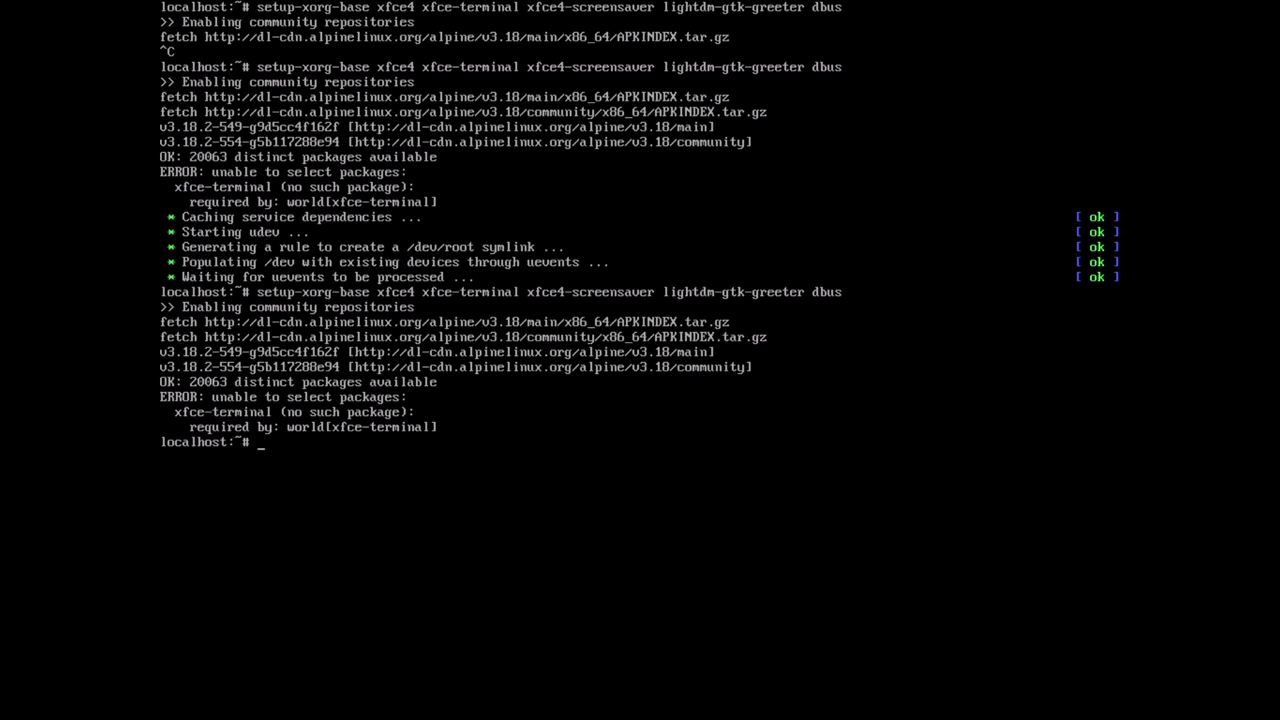 localhost:~# setup-xorg-base xfce4 xfce-terminal xfce4-screensaver lightdm-gtk-greeter dbus
>> Enabling community repositories
fetch http://dl-cdn.alpinelinux.org/alpine/v3.18/main/x86_64/APKINDEX.tar.gz
^C
localhost:~# setup-xorg-base xfce4 xfce-terminal xfce4-screensaver lightdm-gtk-greeter dbus
>> Enabling community repositories
fetch http://dl-cdn.alpinelinux.org/alpine/v3.18/main/x86_64/APKINDEX.tar.gz
fetch http://dl-cdn.alpinelinux.org/alpine/v3.18/community/x86_64/APKINDEX.tar.gz
v3.18.2-549-g9d5cc4f162f [http://dl-cdn.alpinelinux.org/alpine/v3.18/main]
v3.18.2-554-g5b117288e94 [http://dl-cdn.alpinelinux.org/alpine/v3.18/community]
OK: 20063 distinct packages available
ERROR: unable to select packages:
  xfce-terminal (no such package):
    required by: world[xfce-terminal]
 * Caching service dependencies ... [ ok ]
 * Starting udev ... [ ok ]
 * Generating a rule to create a /dev/root symlink ... [ ok ]
 * Populating /dev with existing devices through uevents ... [ ok ]
 * Waiting for uevents to be processed ... [ ok ]
localhost:~# setup-xorg-base xfce4 xfce-terminal xfce4-screensaver lightdm-gtk-greeter dbus
>> Enabling community repositories
fetch http://dl-cdn.alpinelinux.org/alpine/v3.18/main/x86_64/APKINDEX.tar.gz
fetch http://dl-cdn.alpinelinux.org/alpine/v3.18/community/x86_64/APKINDEX.tar.gz
v3.18.2-549-g9d5cc4f162f [http://dl-cdn.alpinelinux.org/alpine/v3.18/main]
v3.18.2-554-g5b117288e94 [http://dl-cdn.alpinelinux.org/alpine/v3.18/community]
OK: 20063 distinct packages available
ERROR: unable to select packages:
  xfce-terminal (no such package):
    required by: world[xfce-terminal]
localhost:~# _